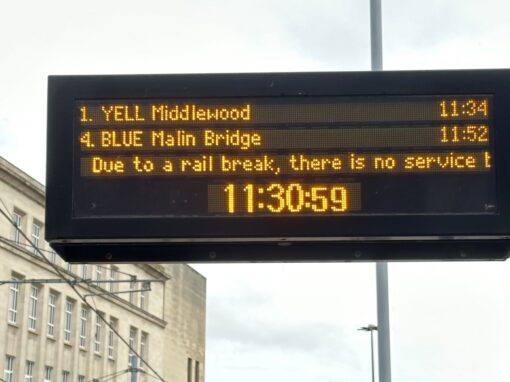 1. YELL Middlewood 11:34
4. BLUE Malin Bridge 11:52
Due to a rail break, there is no service
11:30:59